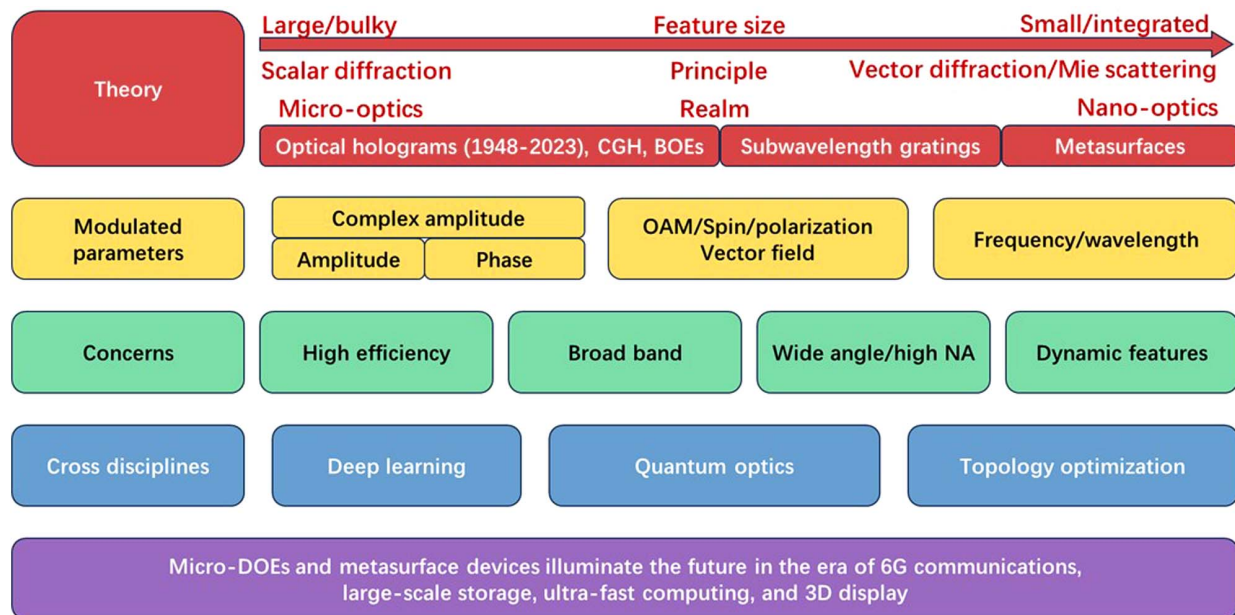 Theory
Large/bulky Feature size Small/integrated
Scalar diffraction Principle Vector diffraction/Mie scattering
Micro-optics Realm Nano-optics
Optical holograms (1948-2023), CGH, BOEs Subwavelength gratings Metasurfaces
Modulated
parameters
Complex amplitude
Amplitude Phase
OAM/Spin/polarization
Vector field
Frequency/wavelength
Concerns High efficiency Broad band Wide angle/high NA Dynamic features
Cross disciplines Deep learning Quantum optics Topology optimization
Micro-DOEs and metasurface devices illuminate the future in the era of 6G communications,
large-scale storage, ultra-fast computing, and 3D display